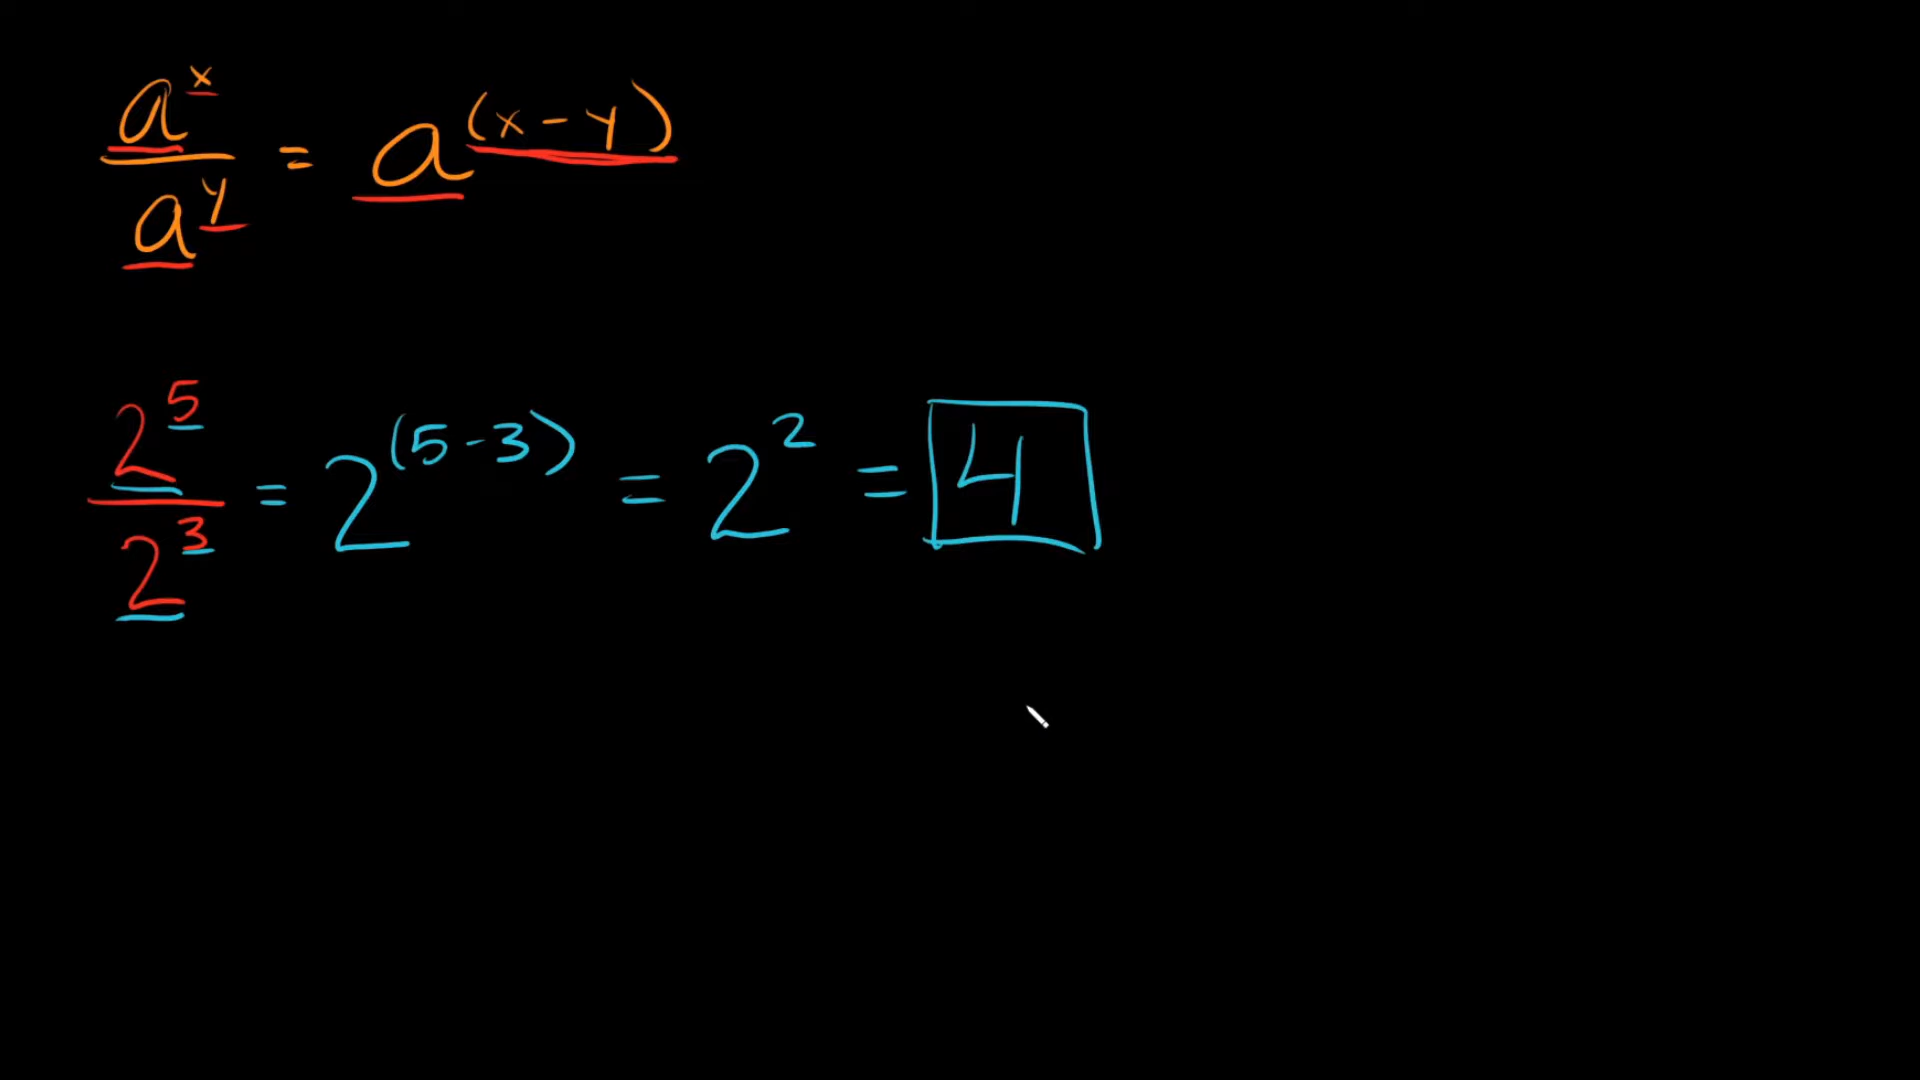 a^x / a^y = a^(x - y)
2^5 / 2^3 = 2^(5 - 3) = 2^2 = 4